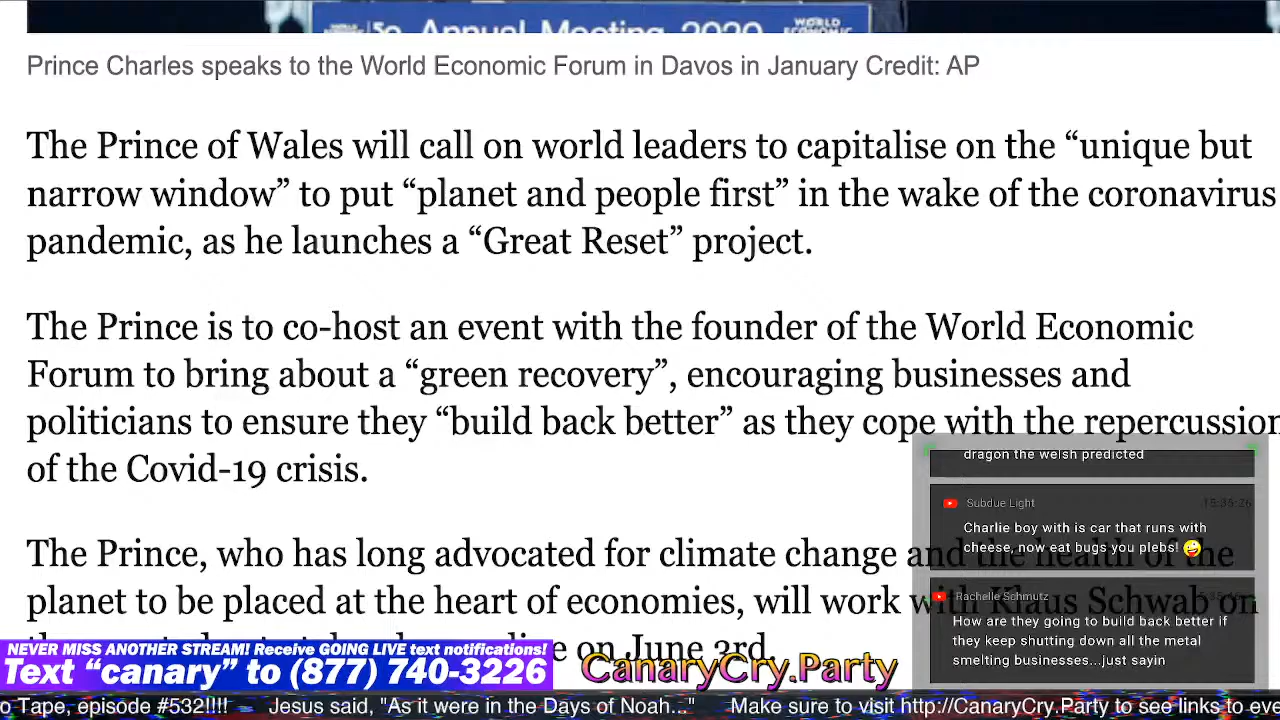 Annual Meeting 2020
WORLD
ECONOMIC
Prince Charles speaks to the World Economic Forum in Davos in January Credit: AP
The Prince of Wales will call on world leaders to capitalise on the “unique but
narrow window” to put “planet and people first” in the wake of the coronavirus
pandemic, as he launches a “Great Reset” project.
The Prince is to co-host an event with the founder of the World Economic
Forum to bring about a “green recovery”, encouraging businesses and
politicians to ensure they “build back better” as they cope with the repercussion
of the Covid-19 crisis.
The Prince, who has long advocated for climate change and the health of the
planet to be placed at the heart of economies, will work with Klaus Schwab on
on June 3rd.
dragon the welsh predicted
Subdue Light
Charlie boy with is car that runs with
cheese, now eat bugs you plebs! 🤪
Rachelle Schmutz
How are they going to build back better if
they keep shutting down all the metal
smelting businesses...just sayin
NEVER MISS ANOTHER STREAM! Receive GOING LIVE text notifications!
Text “canary” to (877) 740-3226
CanaryCry.Party
o Tape, episode #532!!!! Jesus said, "As it were in the Days of Noah..." Make sure to visit http://CanaryCry.Party to see links to eve